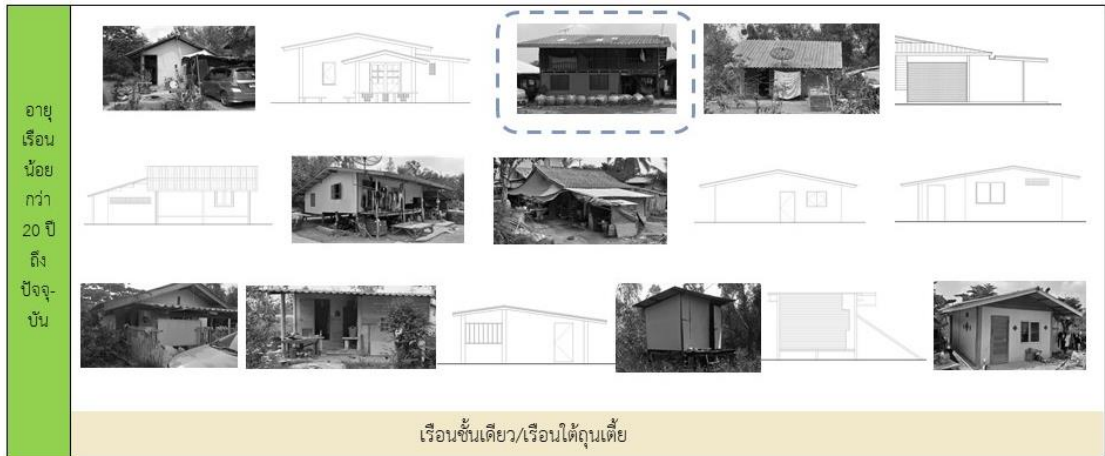 อายุ
เรือน
น้อย
กว่า
20 ปี
ถึง
ปัจจุ-
บัน
เรือนชั้นเดียว/เรือนใต้ถุนเตี้ย